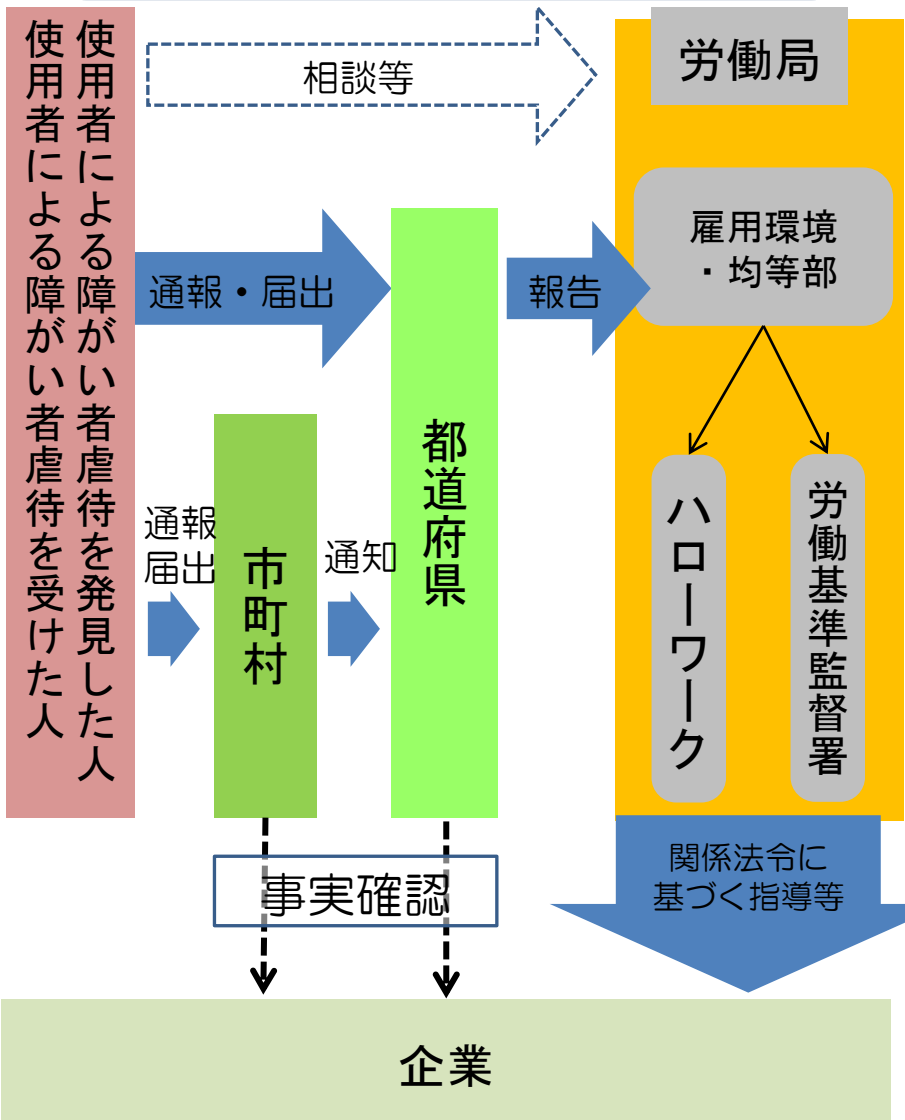 使用者による障がい者虐待を発見した人
使用者による障がい者虐待を受けた人
相談等
労働局
通報・届出
報告
雇用環境
・均等部
通報
届出
市町村
通知
都道府県
ハローワーク
労働基準監督署
事実確認
関係法令に
基づく指導等
企業